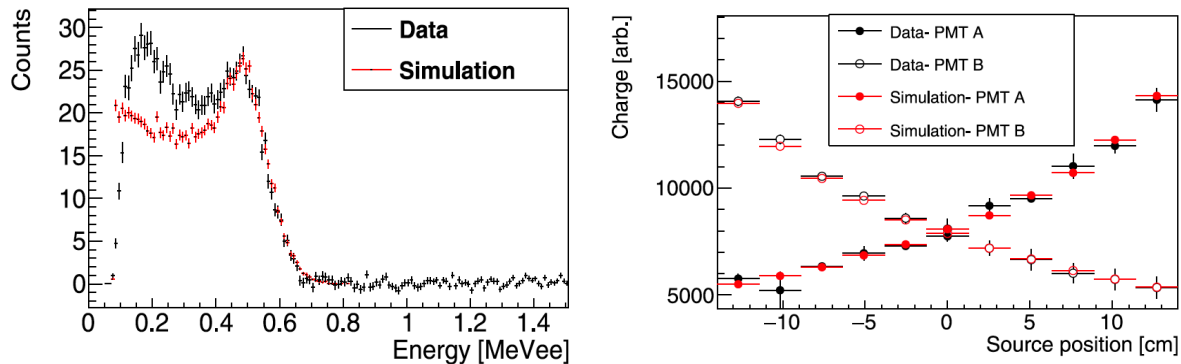 Counts
30
25
20
15
10
5
0
Data
Simulation
0 0.2 0.4 0.6 0.8 1 1.2 1.4
Energy [MeVee]
Charge [arb.]
15000
10000
5000
Data- PMT A
Data- PMT B
Simulation- PMT A
Simulation- PMT B
−10 −5 0 5 10
Source position [cm]